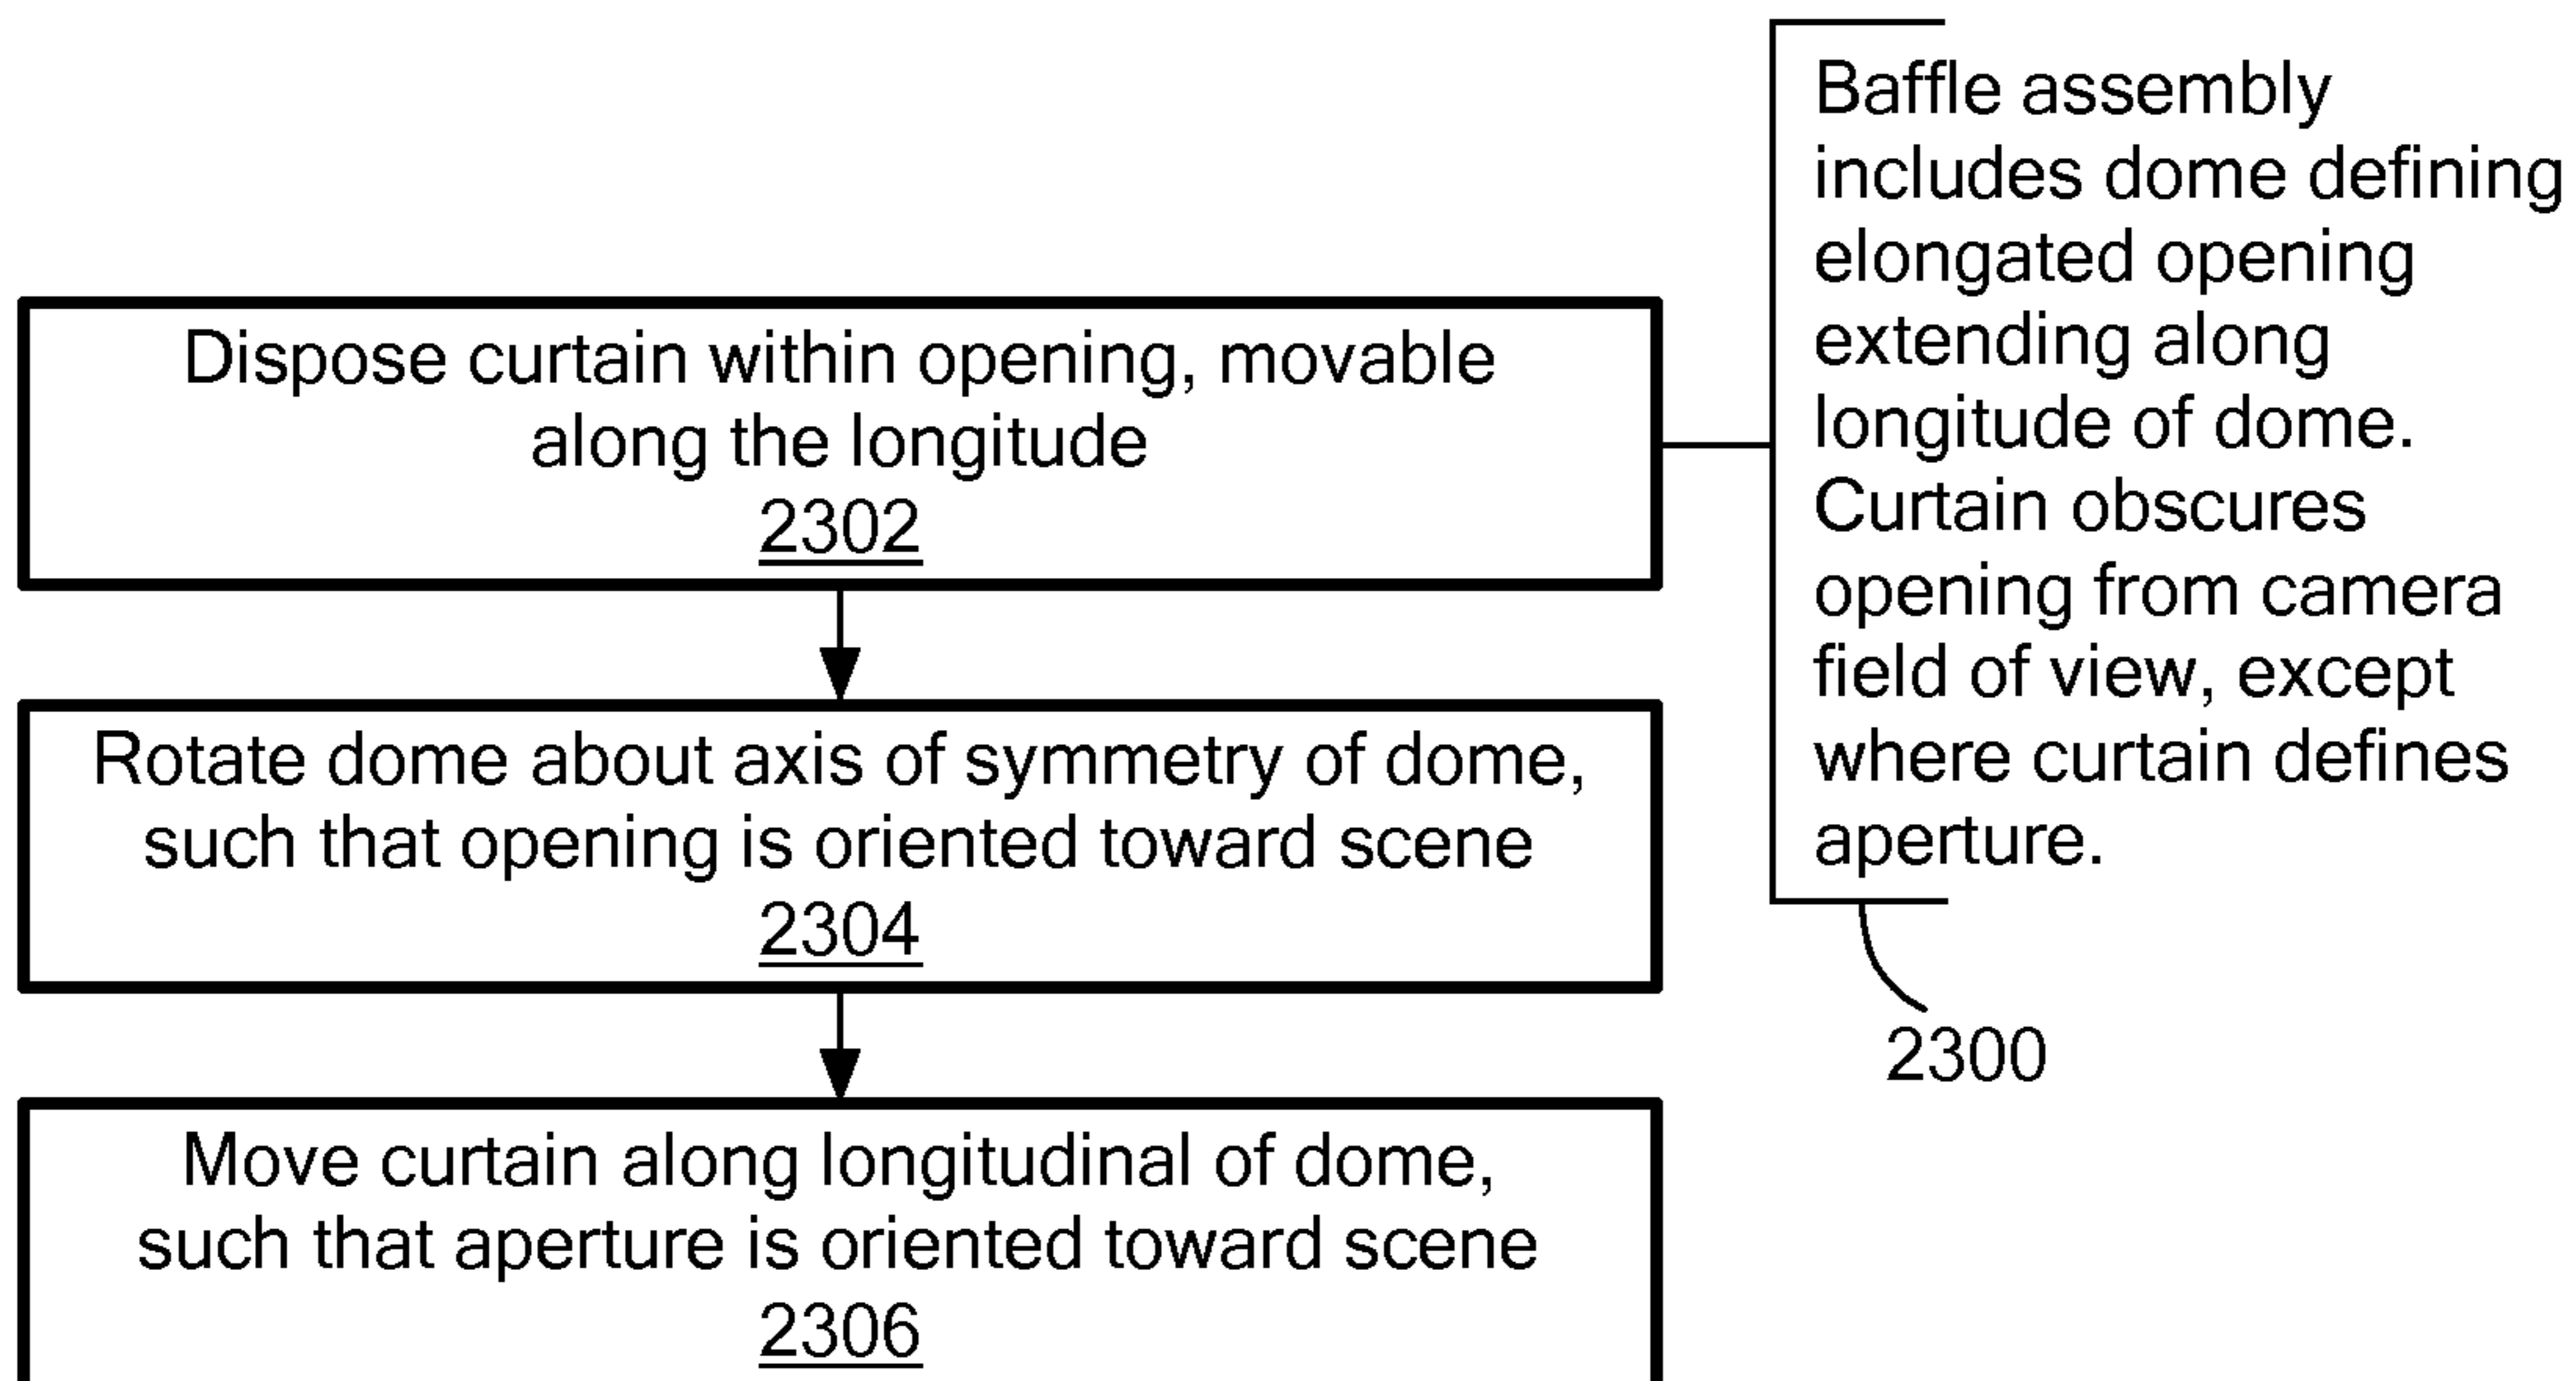 Dispose curtain within opening, movable
along the longitude
2302
Rotate dome about axis of symmetry of dome,
such that opening is oriented toward scene
2304
Move curtain along longitudinal of dome,
such that aperture is oriented toward scene
2306
Baffle assembly
includes dome defining
elongated opening
extending along
longitude of dome.
Curtain obscures
opening from camera
field of view, except
where curtain defines
aperture.
2300